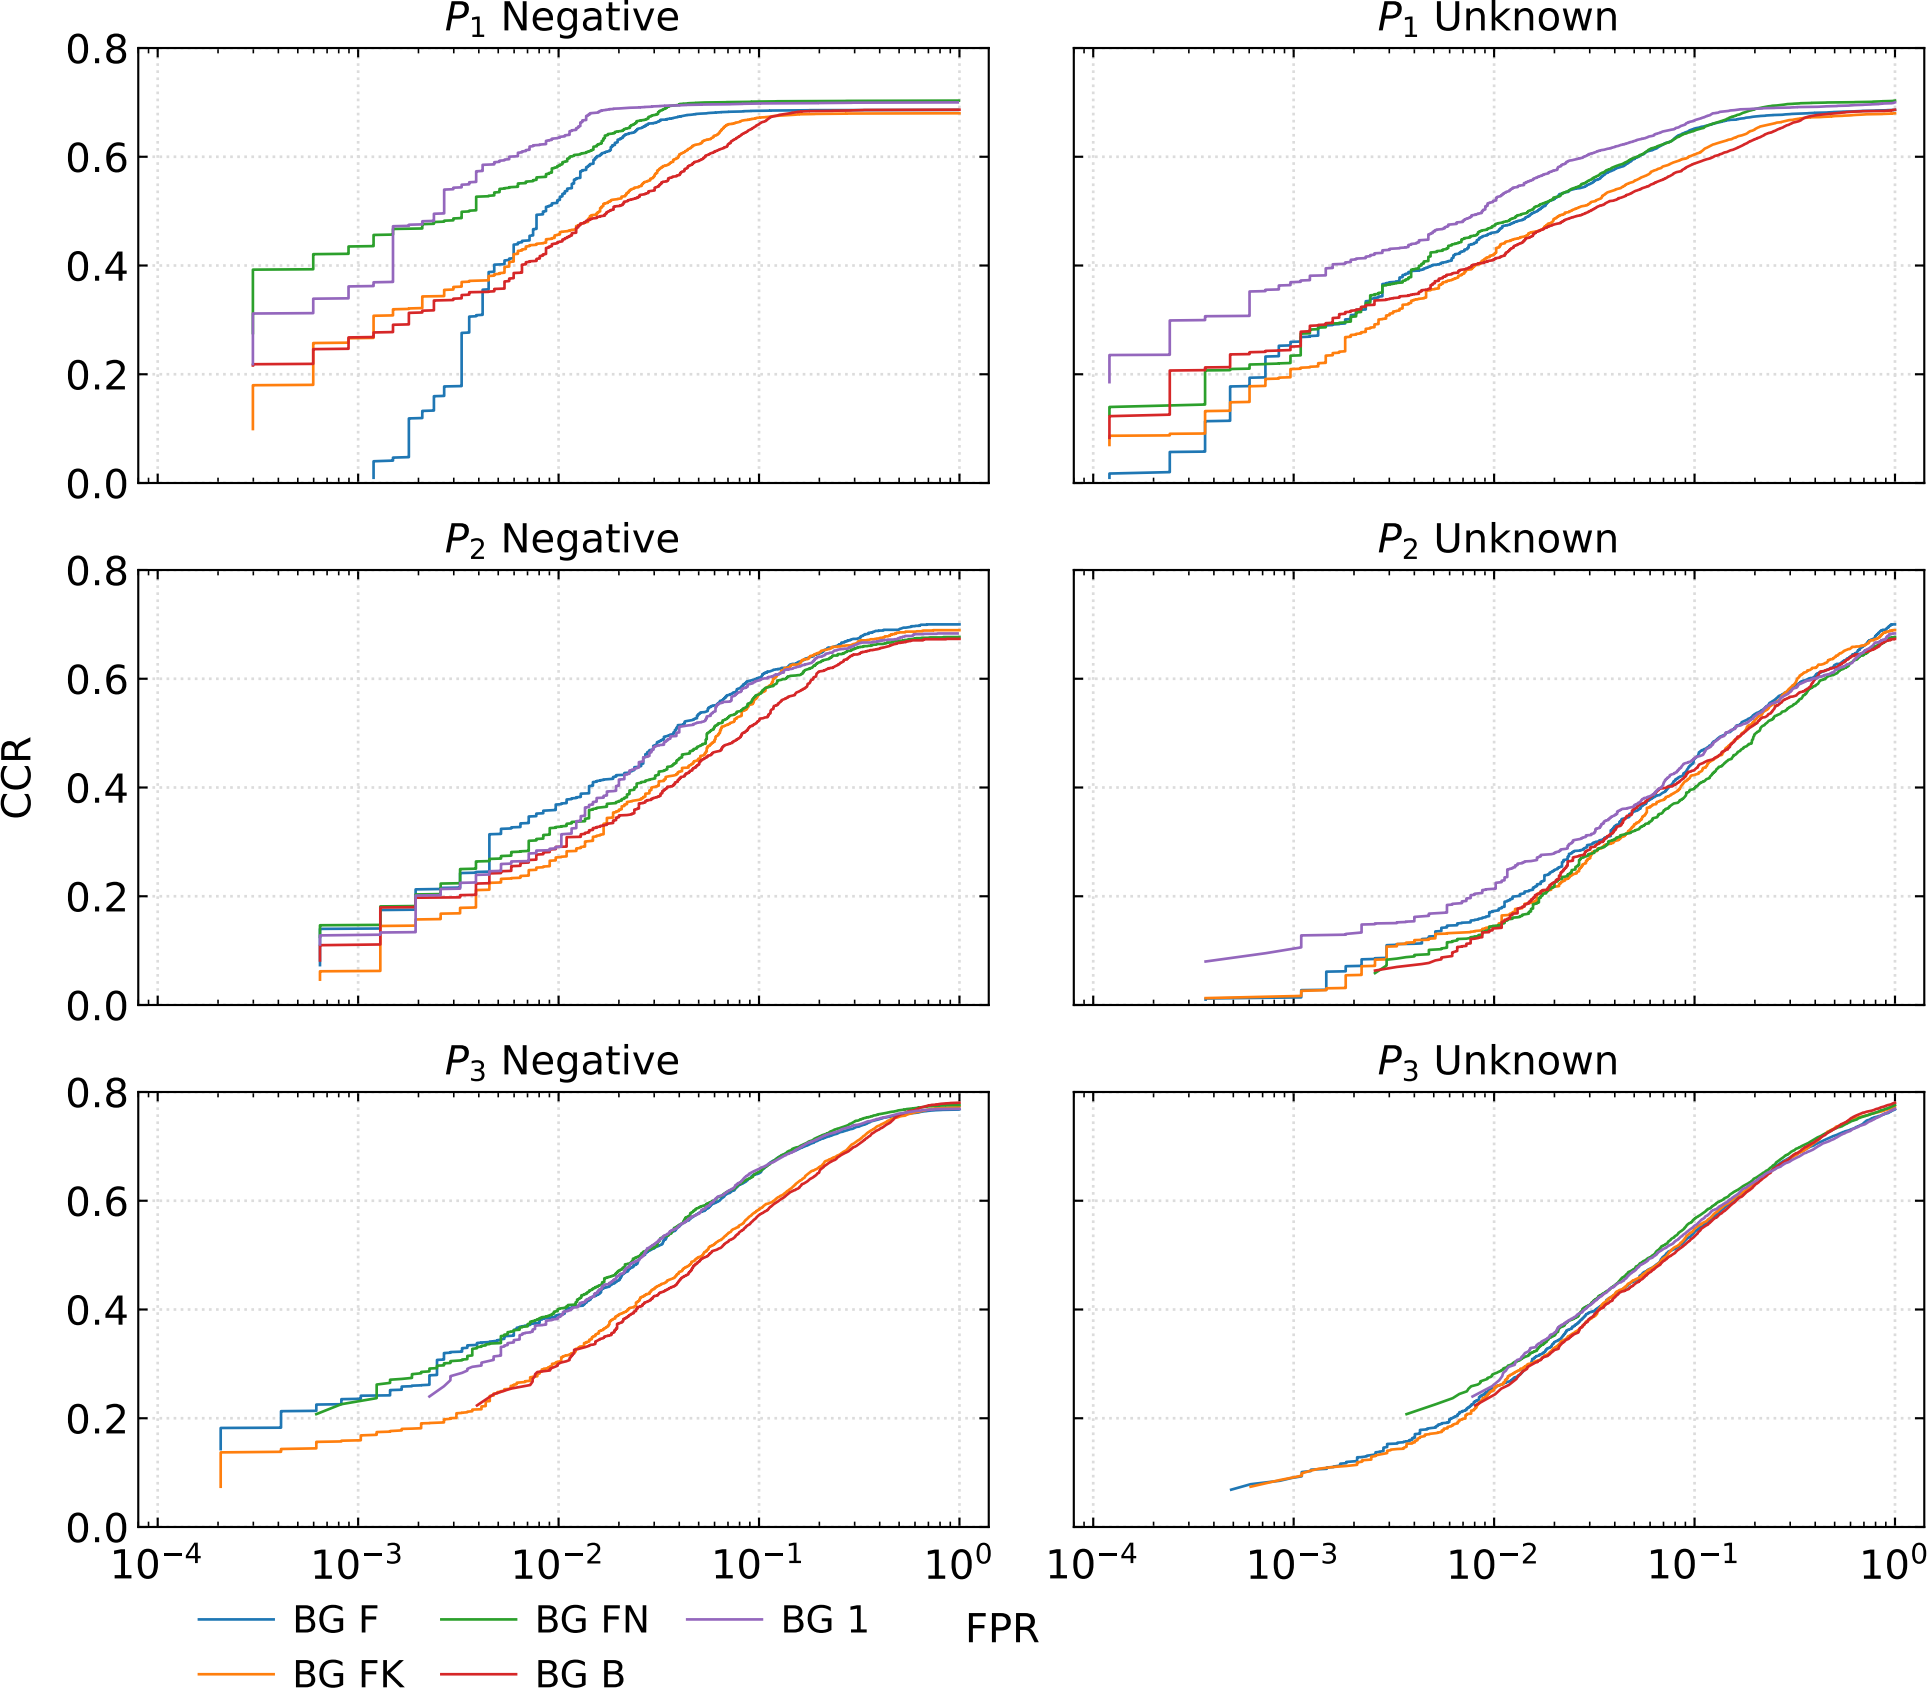 P₁ Negative
P₁ Unknown
0.8
0.6
0.4
0.2
0.0
P₂ Negative
P₂ Unknown
0.8
0.6
0.4
0.2
0.0
CCR
P₃ Negative
P₃ Unknown
0.8
0.6
0.4
0.2
0.0
10⁻⁴ 10⁻³ 10⁻² 10⁻¹ 10⁰
10⁻⁴ 10⁻³ 10⁻² 10⁻¹ 10⁰
FPR
BG F BG FN BG 1
BG FK BG B